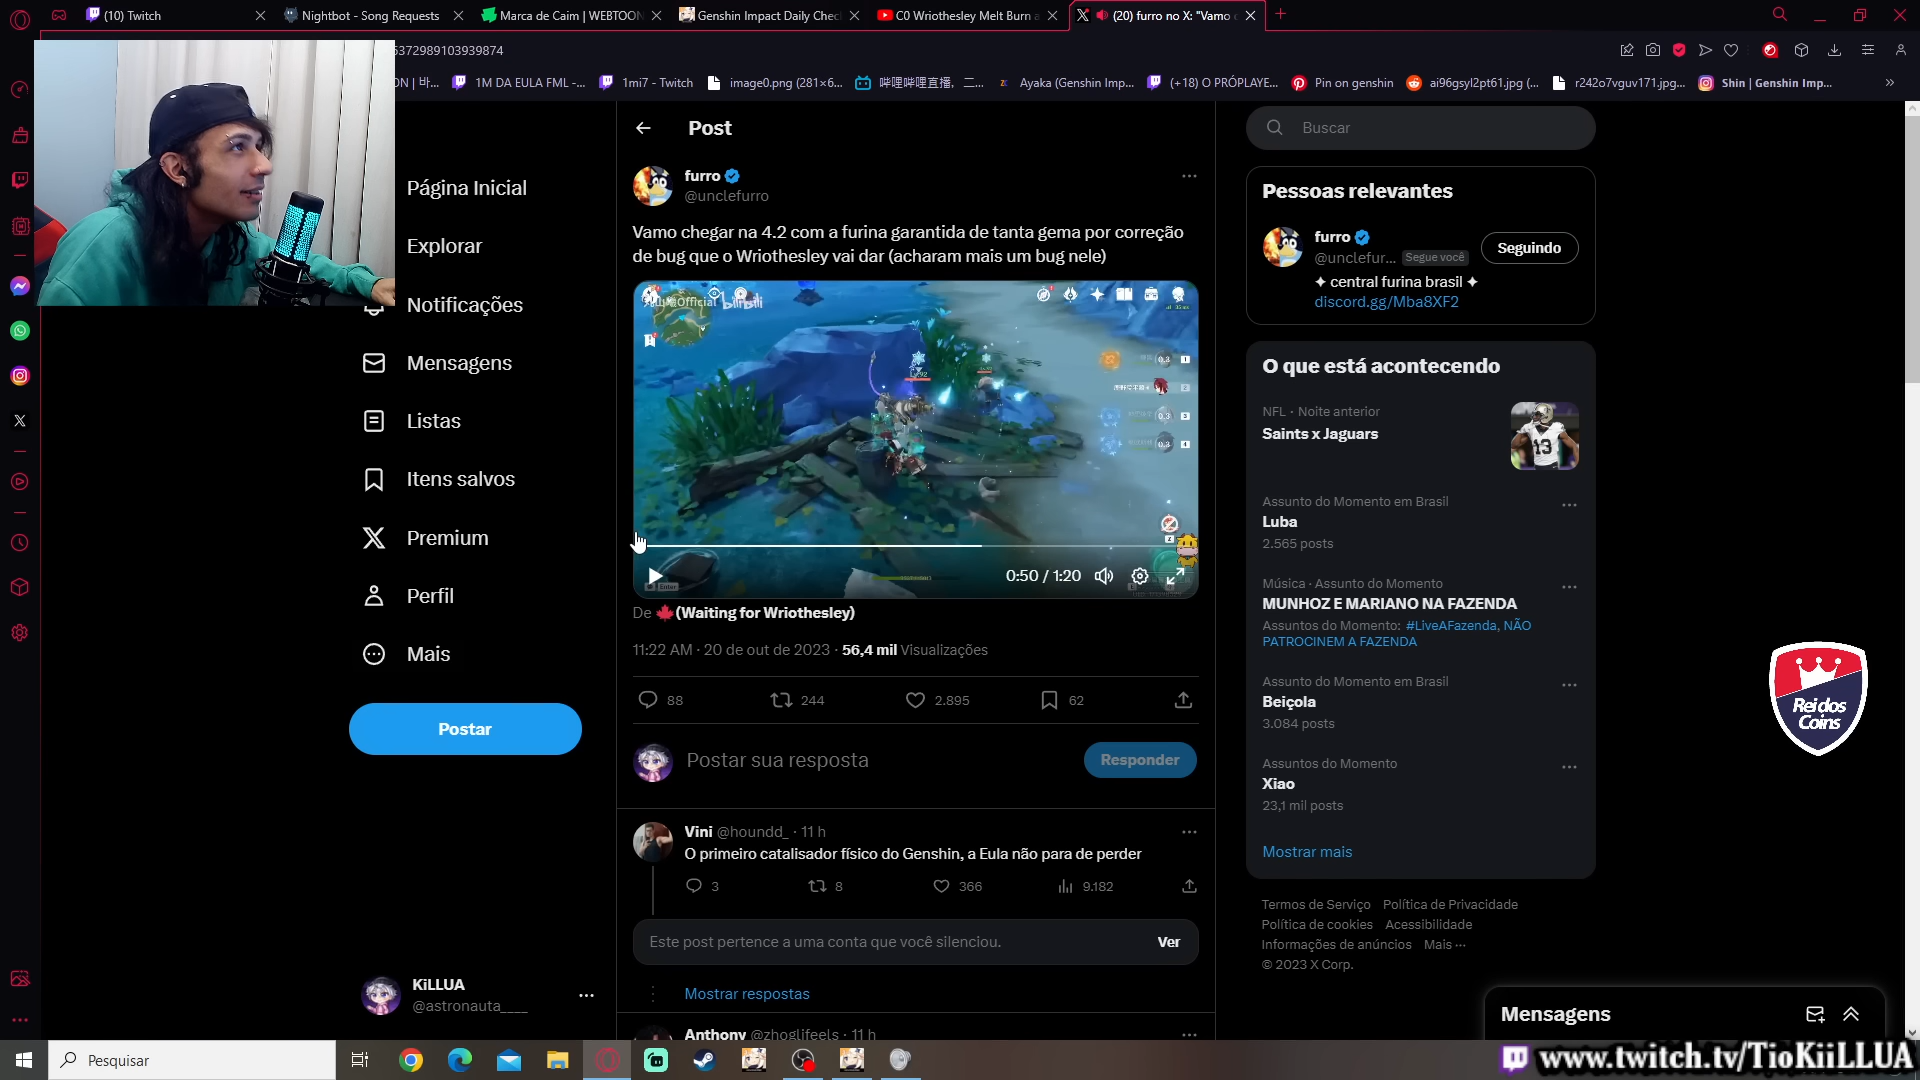 (10) Twitch
Nightbot - Song Requests
Marca de Caim | WEBTOON
Genshin Impact Daily Chec
C0 Wriothesley Melt Burn a
(20) furro no X: "Vamo
5372989103939874
1M DA EULA FML -...
1mi7 - Twitch
image0.png (281×6...
哔哩哔哩直播，二...
Ayaka (Genshin Imp...
(+18) O PRÓPLAYE...
Pin on genshin
ai96gsyl2pt61.jpg (...
r242o7vguv171.jpg...
Shin | Genshin Imp...
Página Inicial
Explorar
Notificações
Mensagens
Listas
Itens salvos
Premium
Perfil
Mais
Postar
KiLLUA
@astronauta____
Post
furro
@unclefurro
Vamo chegar na 4.2 com a furina garantida de tanta gema por correção
de bug que o Wriothesley vai dar (acharam mais um bug nele)
Official bilibili
0:50 / 1:20
De 🍁(Waiting for Wriothesley)
11:22 AM · 20 de out de 2023 · 56,4 mil Visualizações
88 244 2.895 62
Postar sua resposta
Responder
Vini @houndd_ · 11 h
O primeiro catalisador físico do Genshin, a Eula não para de perder
3 8 366 9.182
Este post pertence a uma conta que você silenciou.
Ver
Mostrar respostas
Anthony @zhoglifeels · 11 h
Buscar
Pessoas relevantes
furro
@unclefur... Segue você
Seguindo
✦ central furina brasil ✦
discord.gg/Mba8XF2
O que está acontecendo
NFL · Noite anterior
Saints x Jaguars
Assunto do Momento em Brasil
Luba
2.565 posts
Música · Assunto do Momento
MUNHOZ E MARIANO NA FAZENDA
Assuntos do Momento: #LiveAFazenda, NÃO
PATROCINEM A FAZENDA
Assunto do Momento em Brasil
Beiçola
3.084 posts
Assuntos do Momento
Xiao
23,1 mil posts
Mostrar mais
Termos de Serviço Política de Privacidade
Política de cookies Acessibilidade
Informações de anúncios Mais ···
© 2023 X Corp.
Rei dos
Coins
Mensagens
Pesquisar
www.twitch.tv/TioKiiLLUA